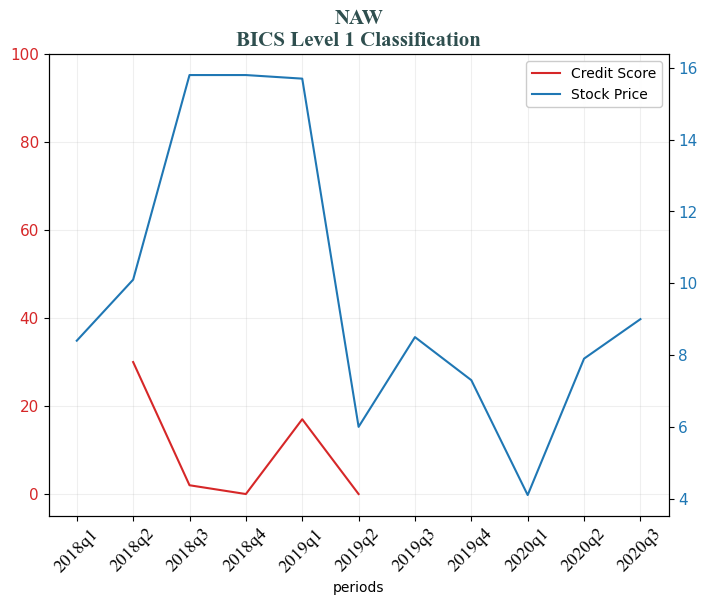 NAW
BICS Level 1 Classification
100
80
60
40
20
0
Credit Score
Stock Price
16
14
12
10
8
6
4
2018q1
2018q2
2018q3
2018q4
2019q1
2019q2
2019q3
2019q4
2020q1
2020q2
2020q3
periods